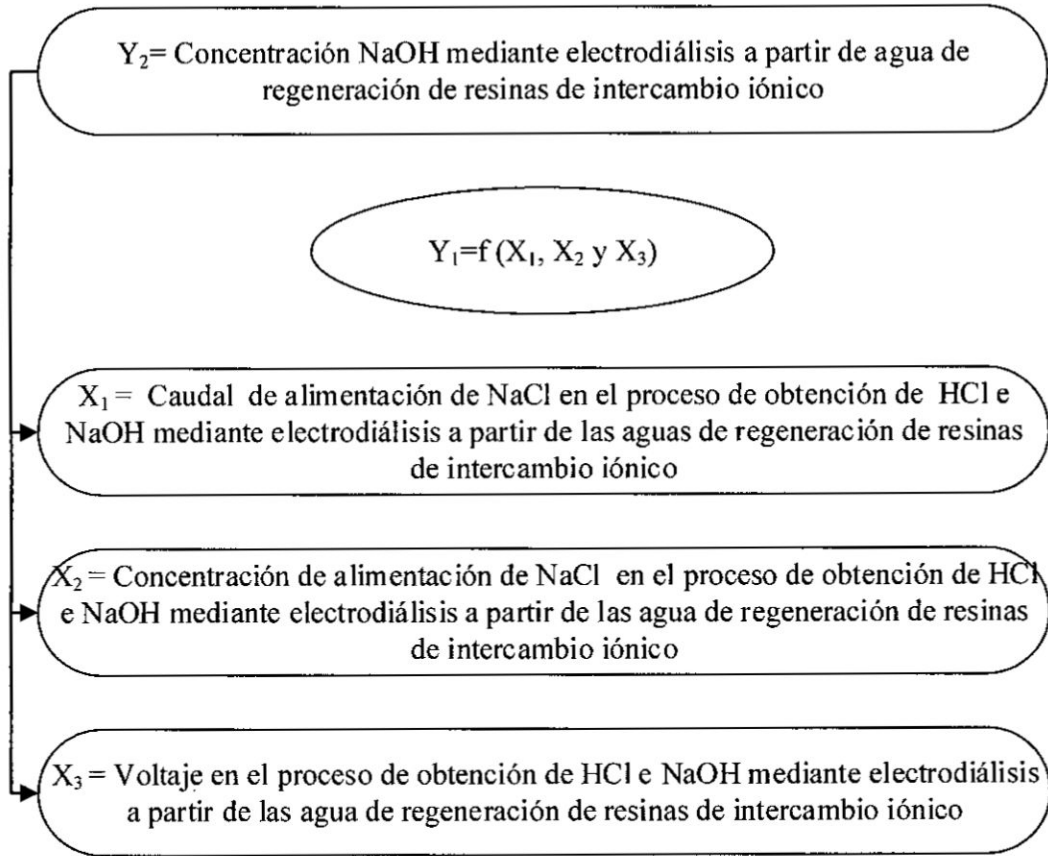 Y₂= Concentración NaOH mediante electrodiálisis a partir de agua de
regeneración de resinas de intercambio iónico
Y₁=f (X₁, X₂ y X₃)
X₁ = Caudal de alimentación de NaCl en el proceso de obtención de HCl e
NaOH mediante electrodiálisis a partir de las aguas de regeneración de resinas
de intercambio iónico
X₂ = Concentración de alimentación de NaCl en el proceso de obtención de HCl
e NaOH mediante electrodiálisis a partir de las agua de regeneración de resinas
de intercambio iónico
X₃ = Voltaje en el proceso de obtención de HCl e NaOH mediante electrodiálisis
a partir de las agua de regeneración de resinas de intercambio iónico